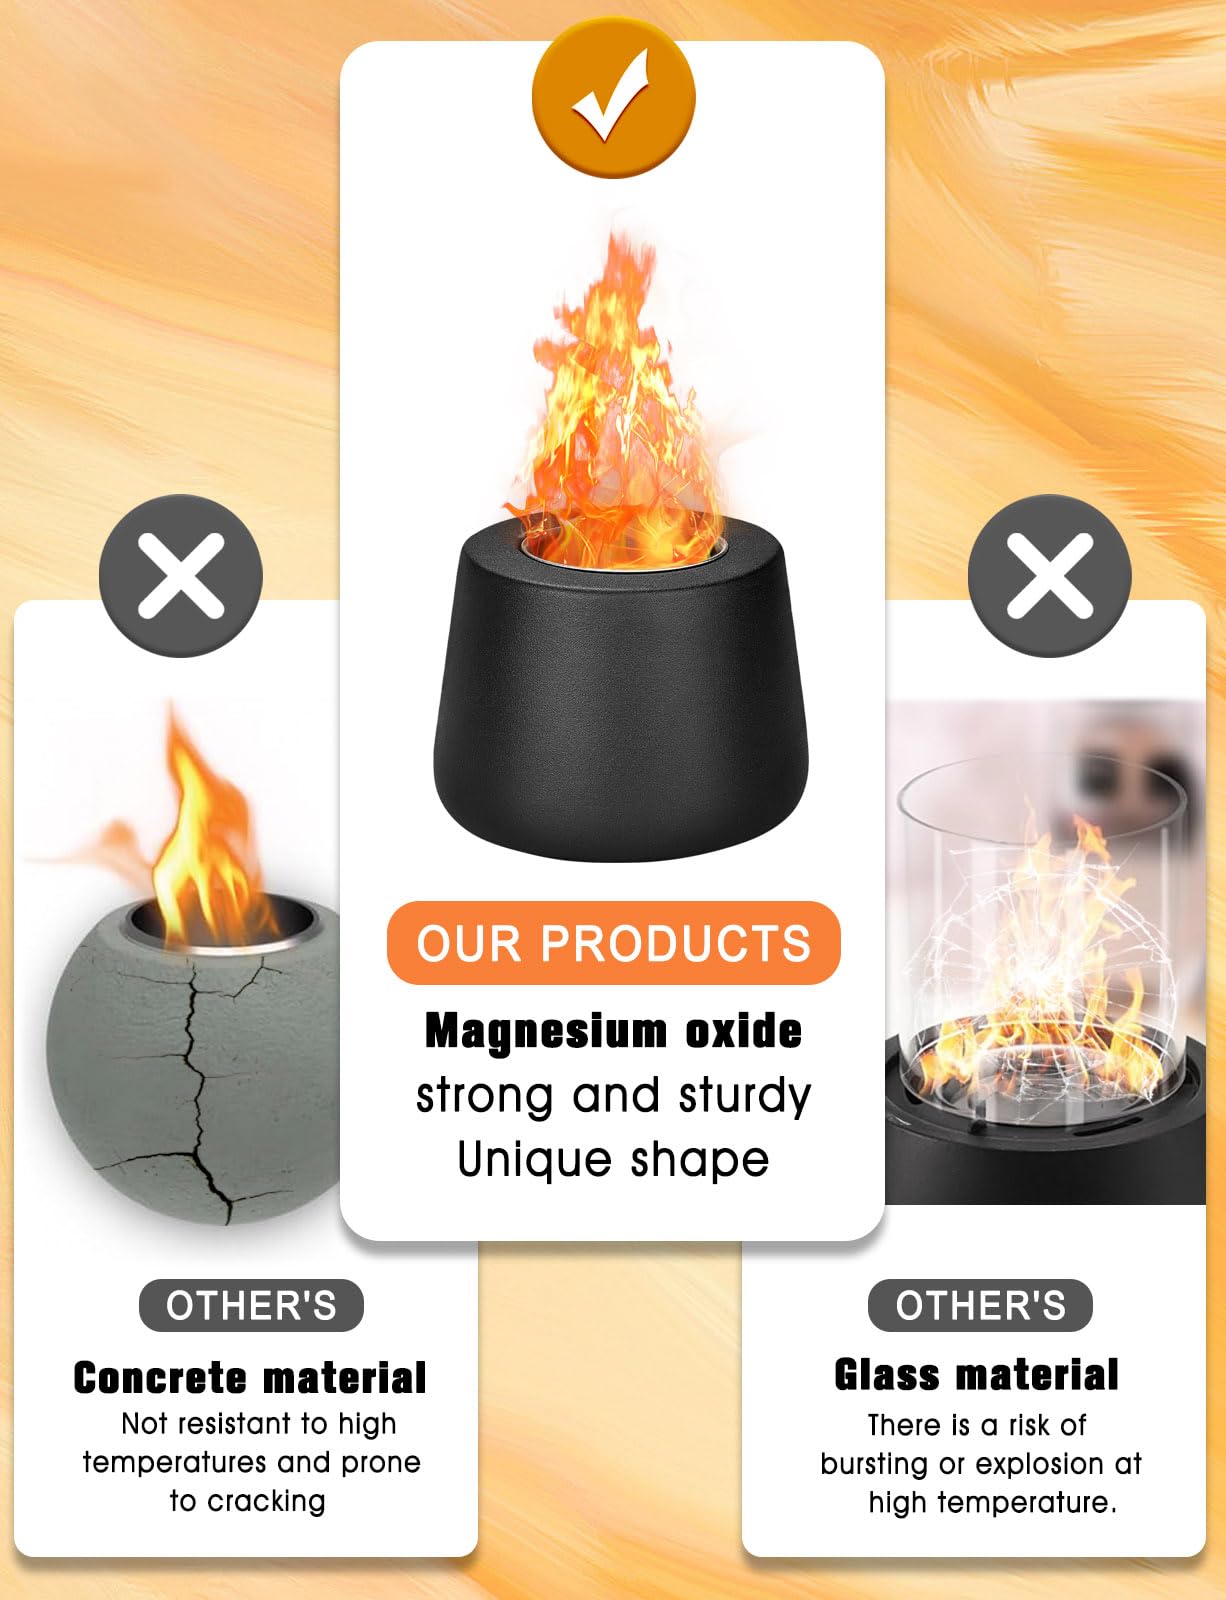 OUR PRODUCTS
Magnesium oxide
strong and sturdy
Unique shape
OTHER'S
Concrete material
Not resistant to high
temperatures and prone
to cracking
OTHER'S
Glass material
There is a risk of
bursting or explosion at
high temperature.